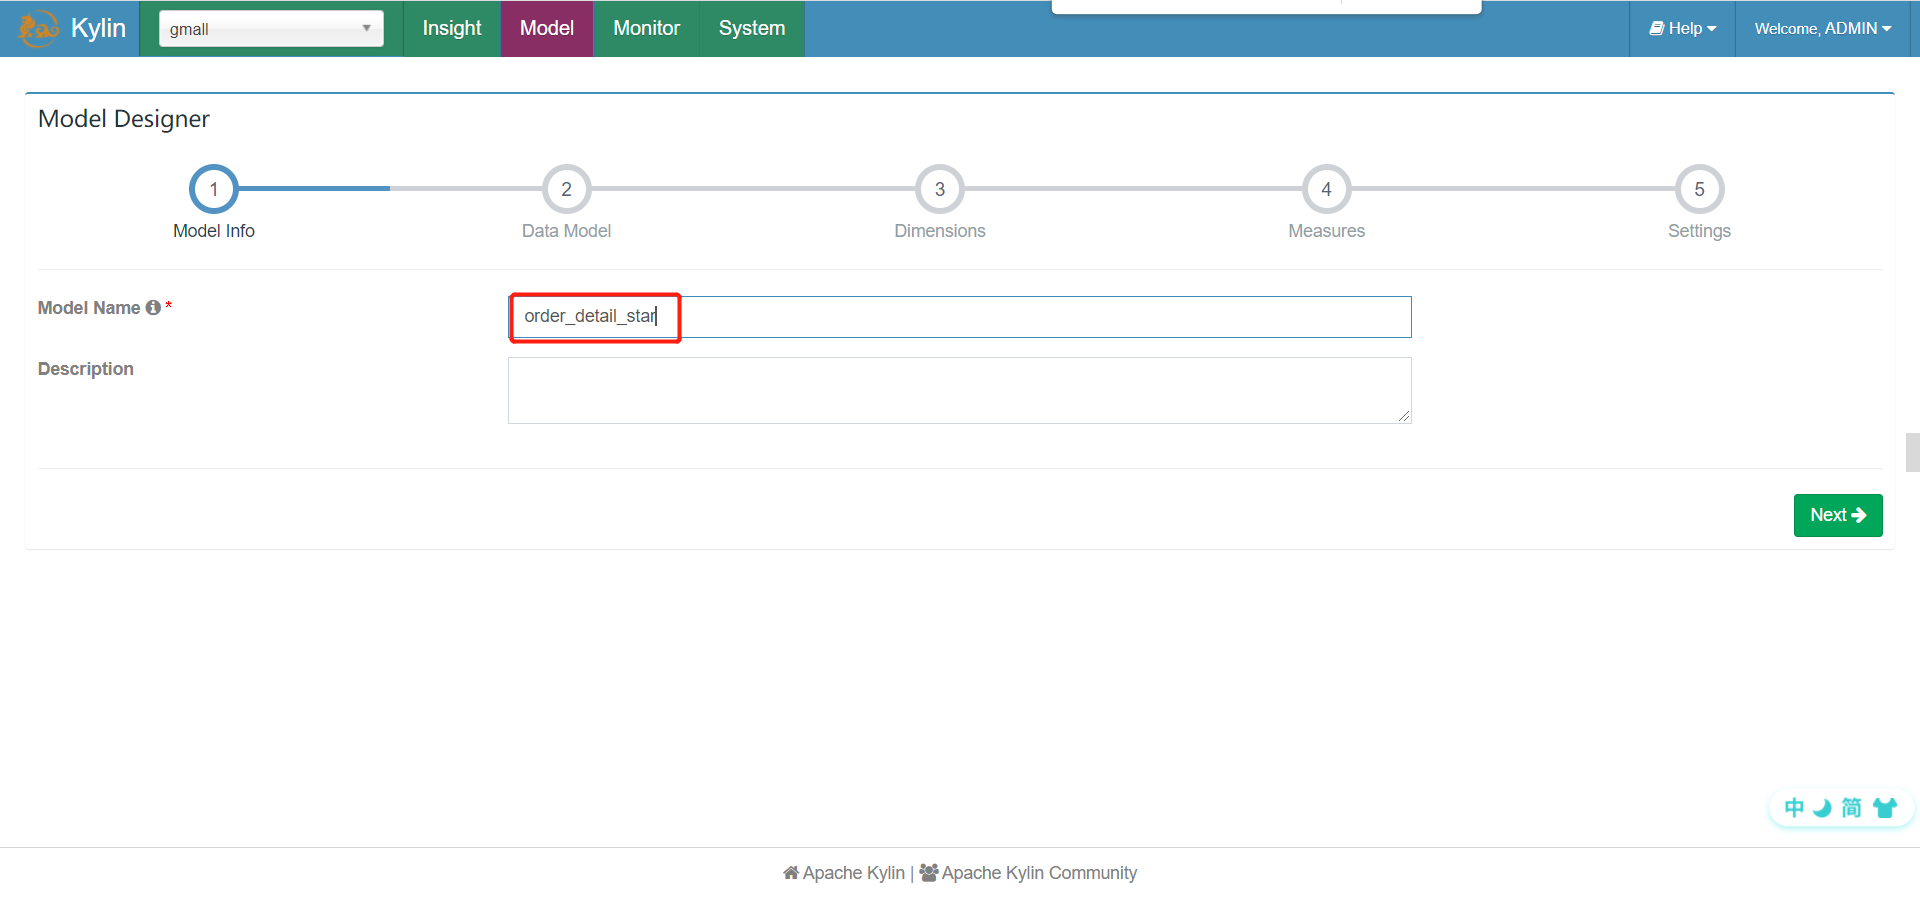 Kylin gmall Insight Model Monitor System Help Welcome, ADMIN
Model Designer
1 2 3 4 5
Model Info Data Model Dimensions Measures Settings
Model Name *
order_detail_star
Description
Next
中 简
Apache Kylin | Apache Kylin Community